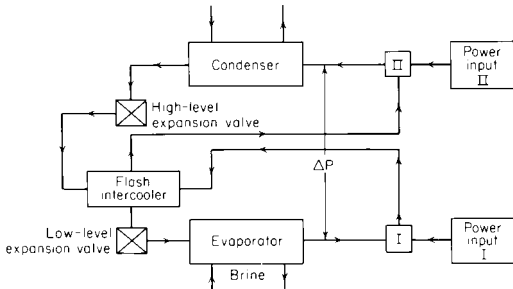 Condenser
II
Power
input
II
High-level
expansion valve
ΔP
Flash
intercooler
Low-level
expansion valve
Evaporator
I
Power
input
I
Brine